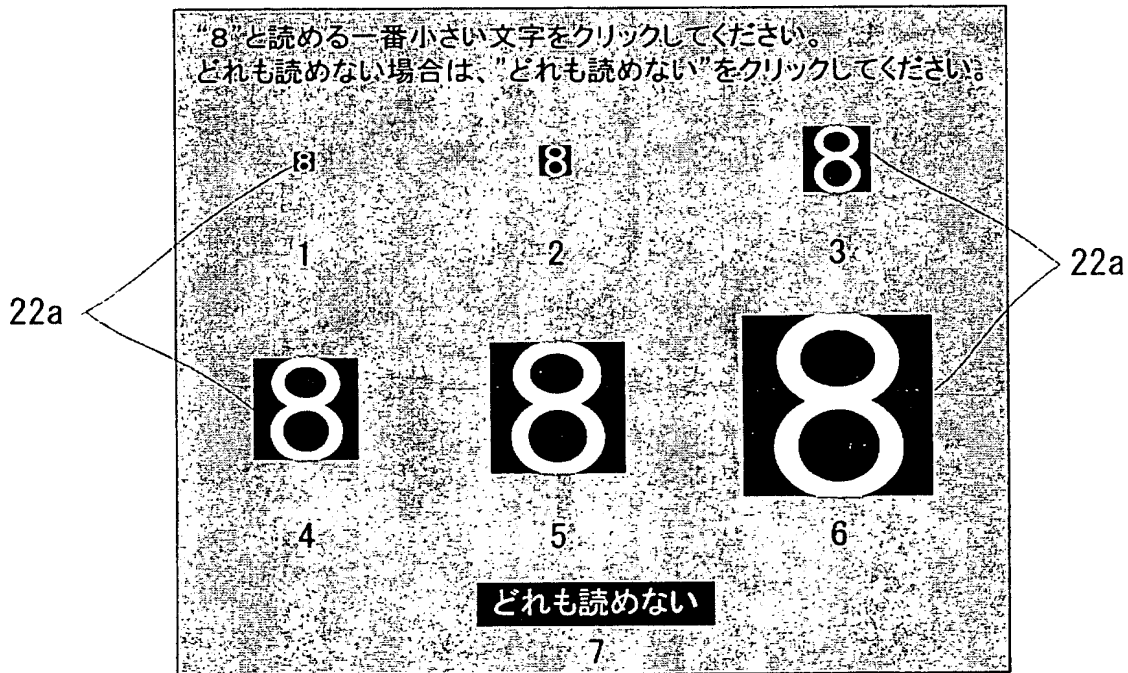 “8”と読める一番小さい文字をクリックしてください。
どれも読めない場合は、”どれも読めない”をクリックしてください。
8 8 8
1 2 3
22a 22a
8 8 8
4 5 6
どれも読めない
7